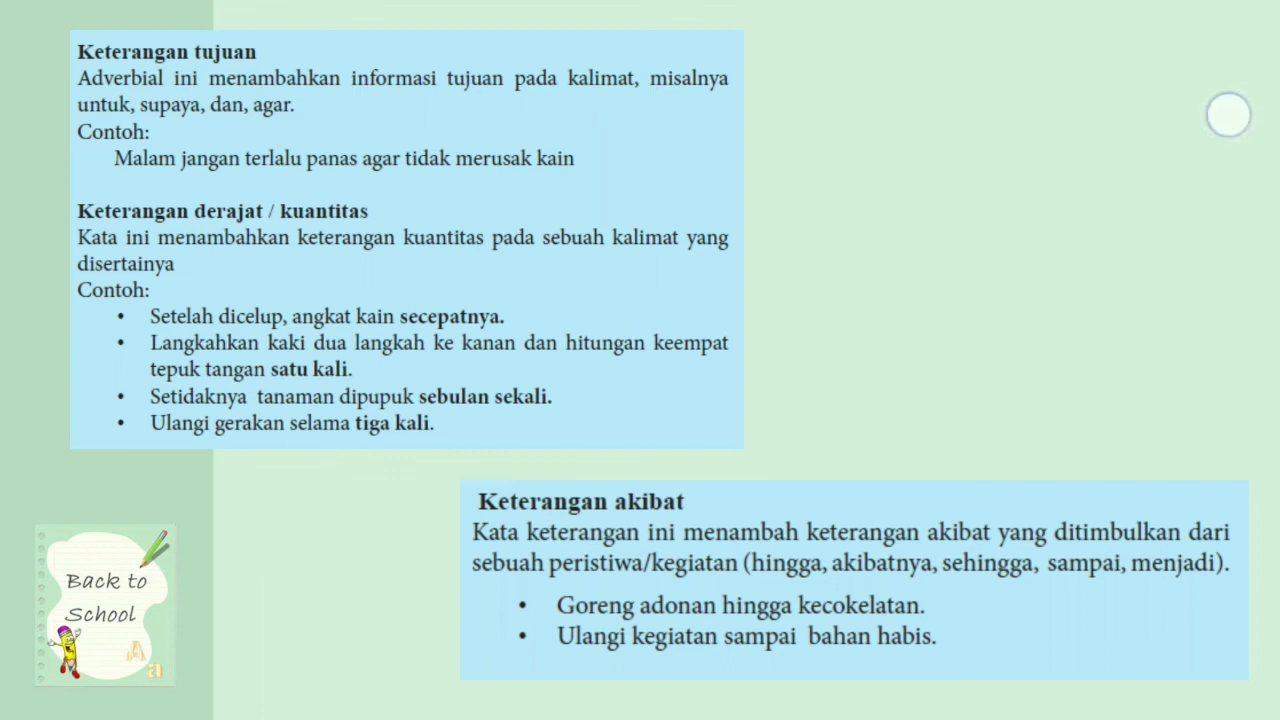 Keterangan tujuan
Adverbial ini menambahkan informasi tujuan pada kalimat, misalnya
untuk, supaya, dan, agar.
Contoh:
Malam jangan terlalu panas agar tidak merusak kain
Keterangan derajat / kuantitas
Kata ini menambahkan keterangan kuantitas pada sebuah kalimat yang
disertainya
Contoh:
• Setelah dicelup, angkat kain secepatnya.
• Langkahkan kaki dua langkah ke kanan dan hitungan keempat
tepuk tangan satu kali.
• Setidaknya tanaman dipupuk sebulan sekali.
• Ulangi gerakan selama tiga kali.
Keterangan akibat
Kata keterangan ini menambah keterangan akibat yang ditimbulkan dari
sebuah peristiwa/kegiatan (hingga, akibatnya, sehingga, sampai, menjadi).
• Goreng adonan hingga kecokelatan.
• Ulangi kegiatan sampai bahan habis.
Back to
School
A
a